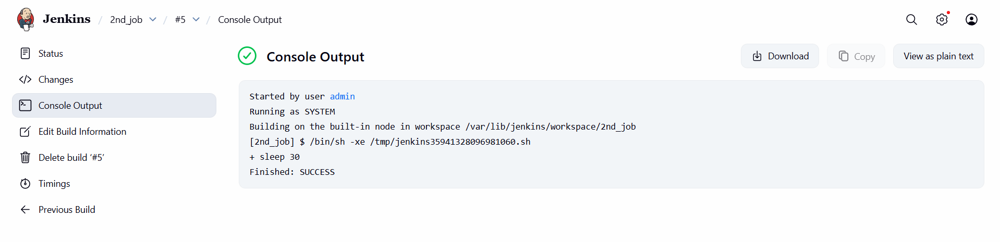 Jenkins / 2nd_job / #5 / Console Output
Status
Changes
Console Output
Edit Build Information
Delete build ‘#5’
Timings
Previous Build
Console Output
Download
Copy
View as plain text
Started by user admin
Running as SYSTEM
Building on the built-in node in workspace /var/lib/jenkins/workspace/2nd_job
[2nd_job] $ /bin/sh -xe /tmp/jenkins35941328096981060.sh
+ sleep 30
Finished: SUCCESS